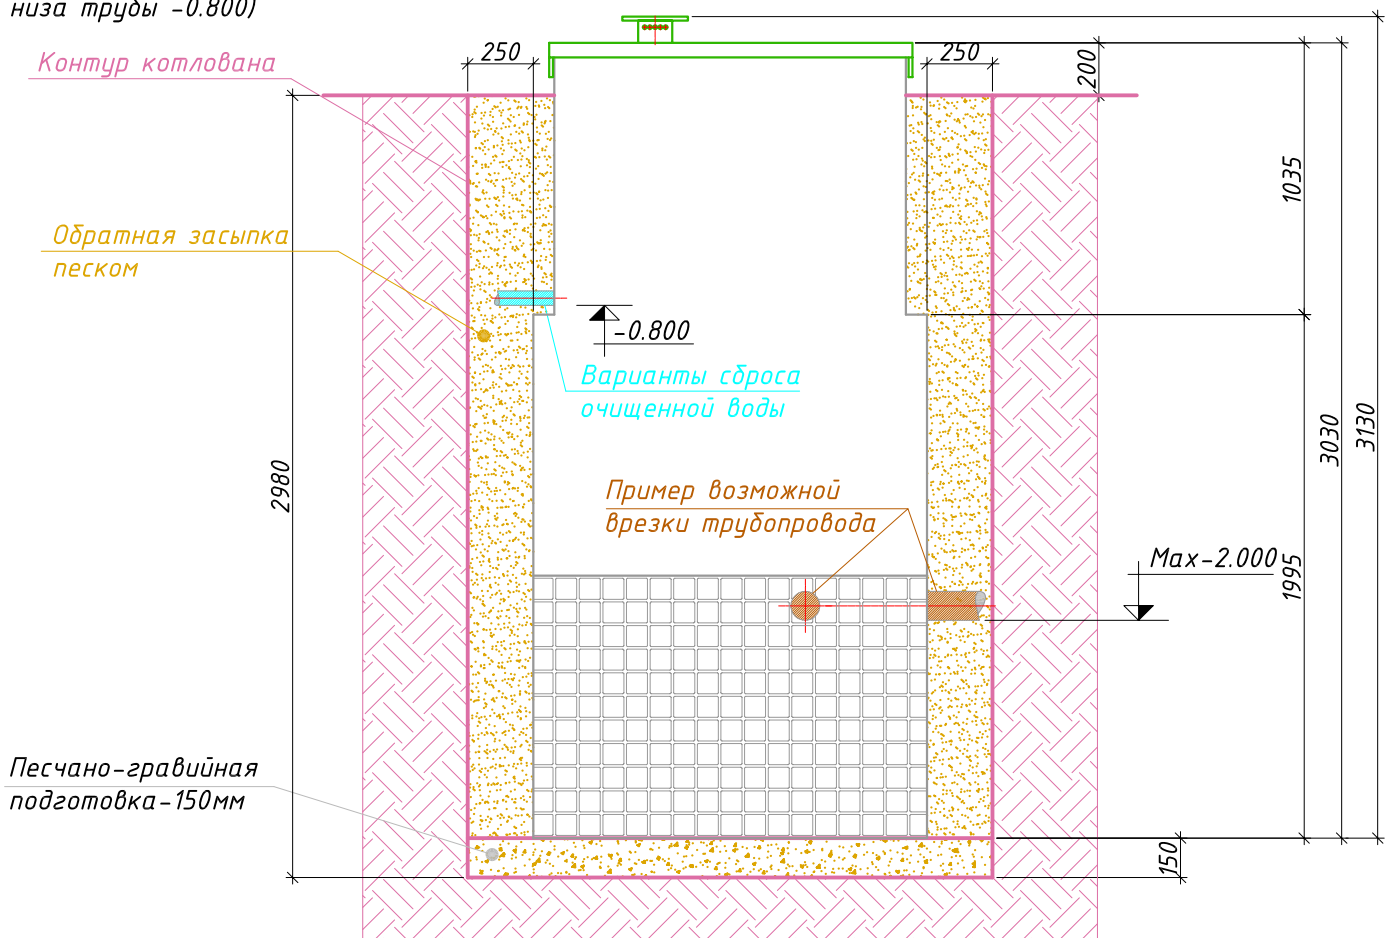 низа трубы -0.800)
Контур котлована
250
250
200
1035
Обратная засыпка
песком
-0.800
Варианты сброса
очищенной воды
3030
3130
2980
Пример возможной
врезки трубопровода
Max-2.000
1995
Песчано-гравийная
подготовка-150мм
150